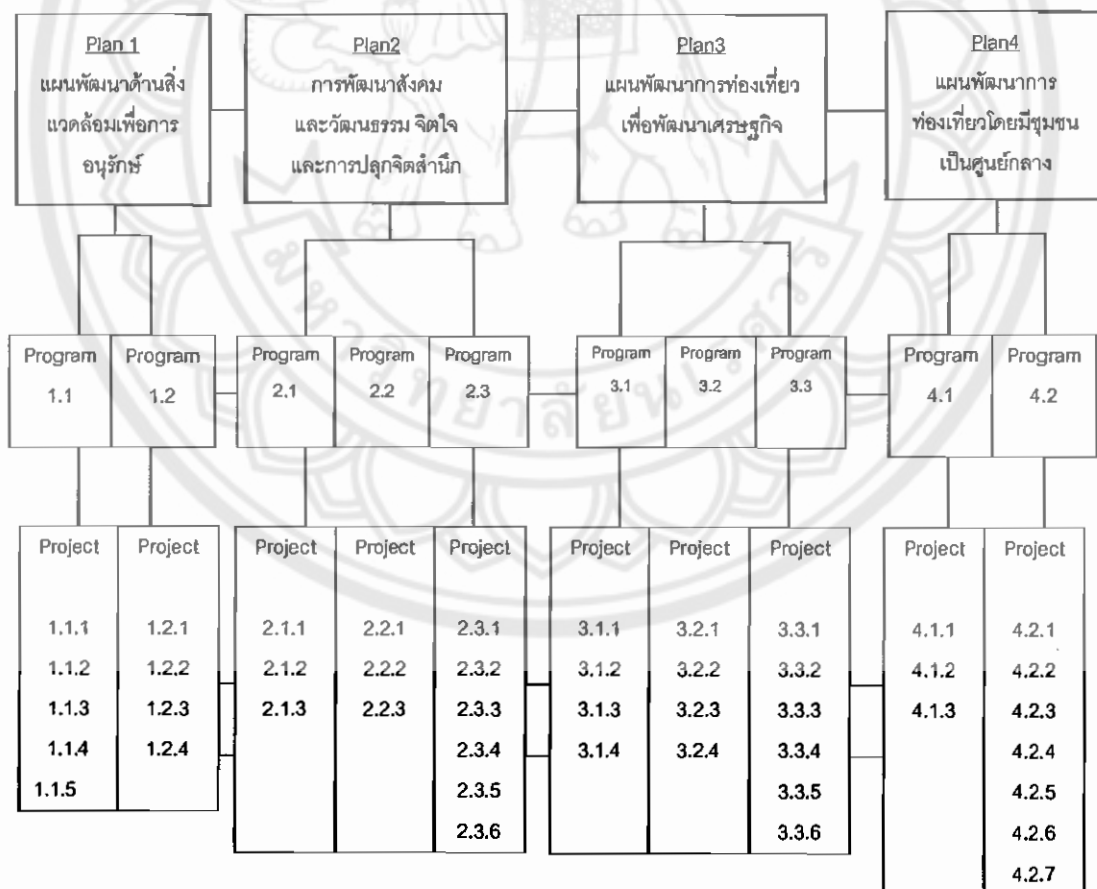 Plan 1
แผนพัฒนาด้านสิ่ง
แวดล้อมเพื่อการ
อนุรักษ์
Plan2
การพัฒนาสังคม
และวัฒนธรรม จิตใจ
และการปลุกจิตสำนึก
Plan3
แผนพัฒนาการท่องเที่ยว
เพื่อพัฒนาเศรษฐกิจ
Plan4
แผนพัฒนาการ
ท่องเที่ยวโดยมีชุมชน
เป็นศูนย์กลาง
มหาวิทยาลัยนเรศวร
Program
1.1
Program
1.2
Program
2.1
Program
2.2
Program
2.3
Program
3.1
Program
3.2
Program
3.3
Program
4.1
Program
4.2
Project
1.1.1
1.1.2
1.1.3
1.1.4
1.1.5
Project
1.2.1
1.2.2
1.2.3
1.2.4
Project
2.1.1
2.1.2
2.1.3
Project
2.2.1
2.2.2
2.2.3
Project
2.3.1
2.3.2
2.3.3
2.3.4
2.3.5
2.3.6
Project
3.1.1
3.1.2
3.1.3
3.1.4
Project
3.2.1
3.2.2
3.2.3
3.2.4
Project
3.3.1
3.3.2
3.3.3
3.3.4
3.3.5
3.3.6
Project
4.1.1
4.1.2
4.1.3
Project
4.2.1
4.2.2
4.2.3
4.2.4
4.2.5
4.2.6
4.2.7